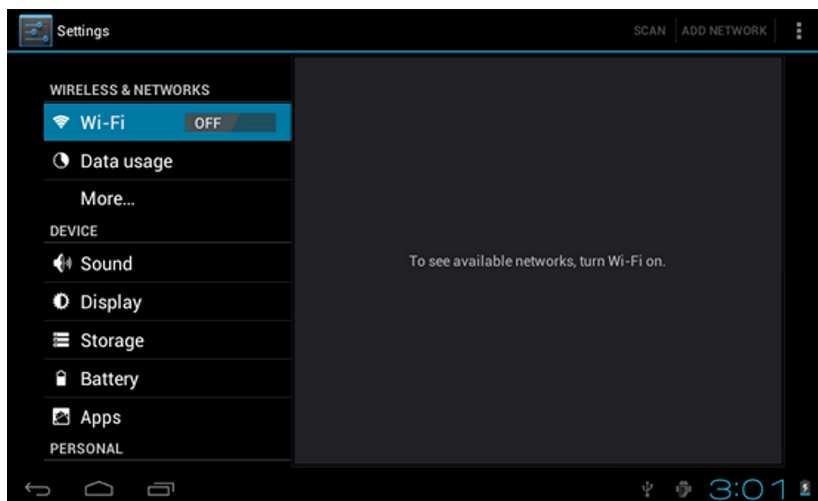 Settings
SCAN ADD NETWORK
WIRELESS & NETWORKS
Wi-Fi OFF
Data usage
More...
DEVICE
Sound
Display
Storage
Battery
Apps
PERSONAL
To see available networks, turn Wi-Fi on.
3:01